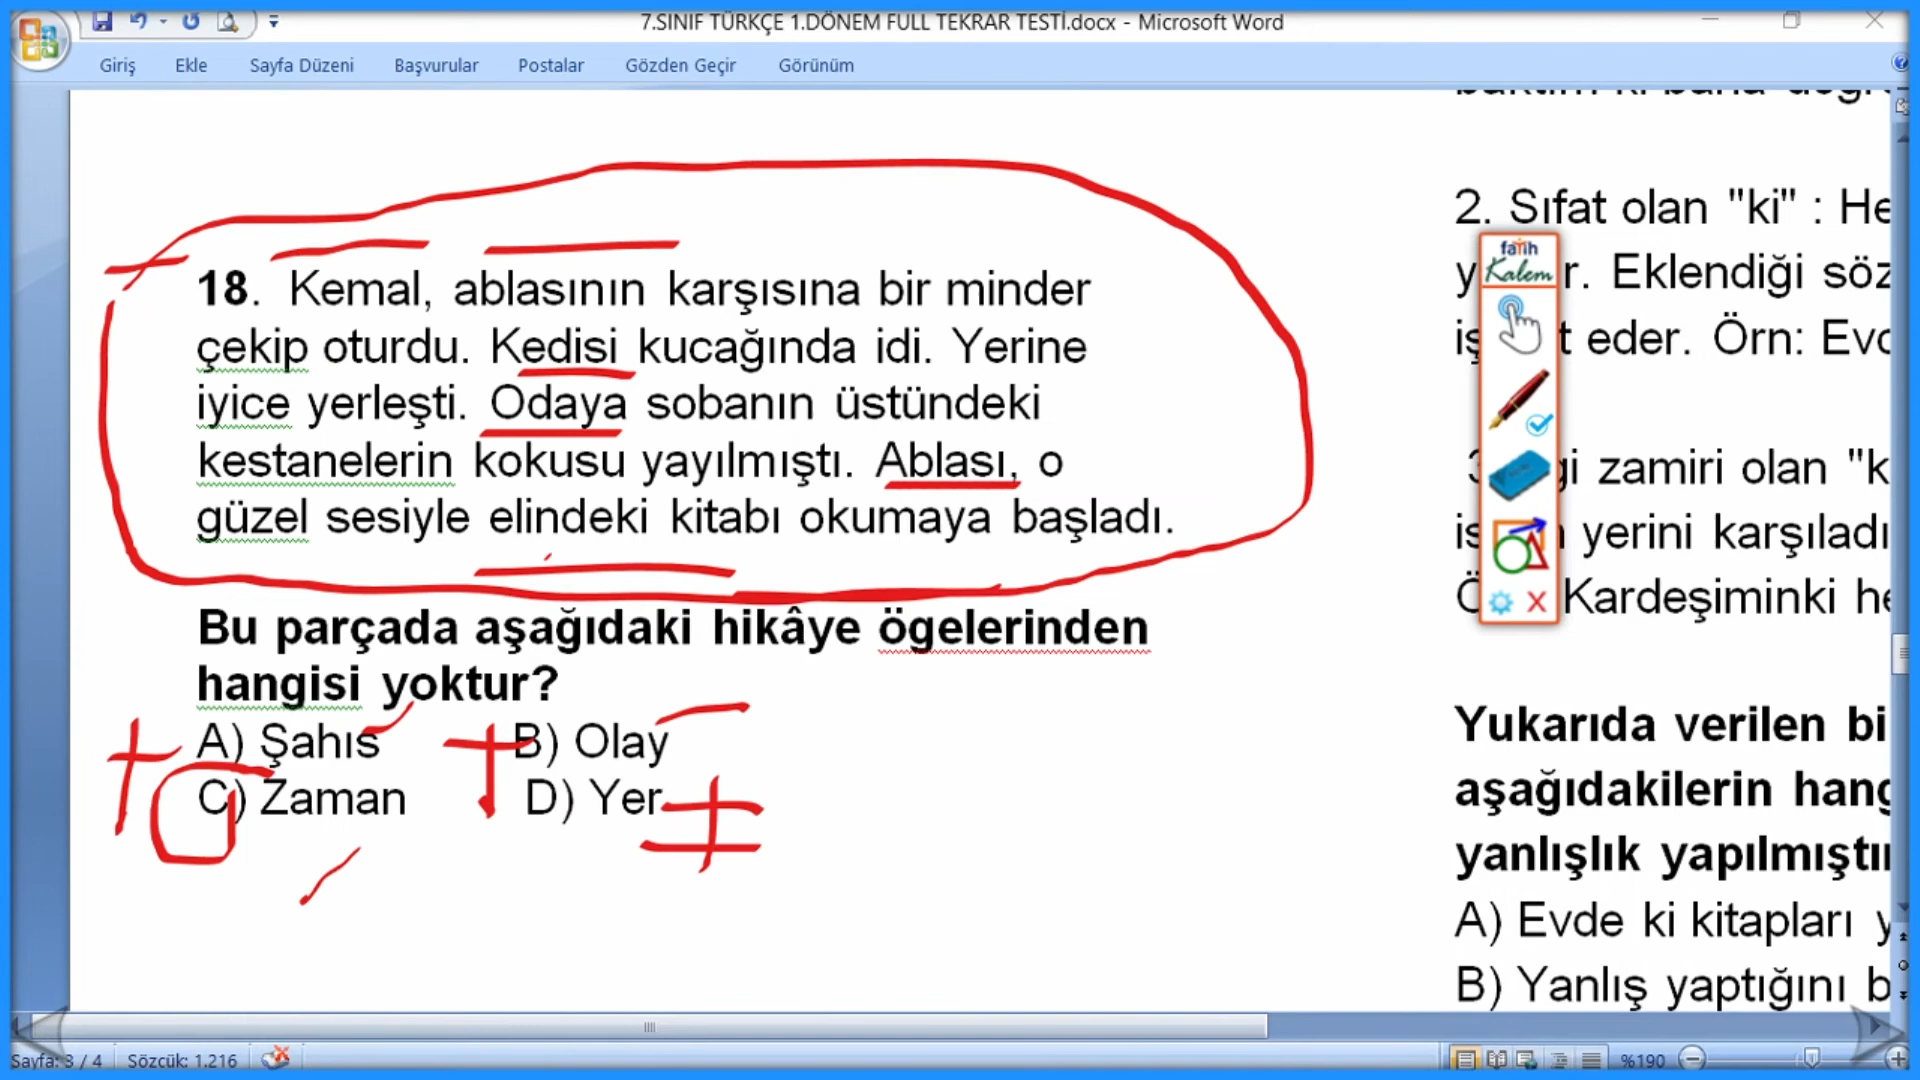 7.SINIF TÜRKÇE 1.DÖNEM FULL TEKRAR TESTİ.docx - Microsoft Word
Giriş Ekle Sayfa Düzeni Başvurular Postalar Gözden Geçir Görünüm
18. Kemal, ablasının karşısına bir minder
çekip oturdu. Kedisi kucağında idi. Yerine
iyice yerleşti. Odaya sobanın üstündeki
kestanelerin kokusu yayılmıştı. Ablası, o
güzel sesiyle elindeki kitabı okumaya başladı.
Bu parçada aşağıdaki hikâye ögelerinden
hangisi yoktur?
A) Şahıs B) Olay
C) Zaman D) Yer
2. Sıfat olan "ki" : He
r. Eklendiği söz
eder. Örn: Evd
zamiri olan "k
yerini karşıladı
Kardeşiminki he
Yukarıda verilen bi
aşağıdakilerin hang
yanlışlık yapılmıştır
A) Evde ki kitapları y
B) Yanlış yaptığını b
fatih
Kalem
Sayfa: 3 / 4 Sözcük: 1.216 %190